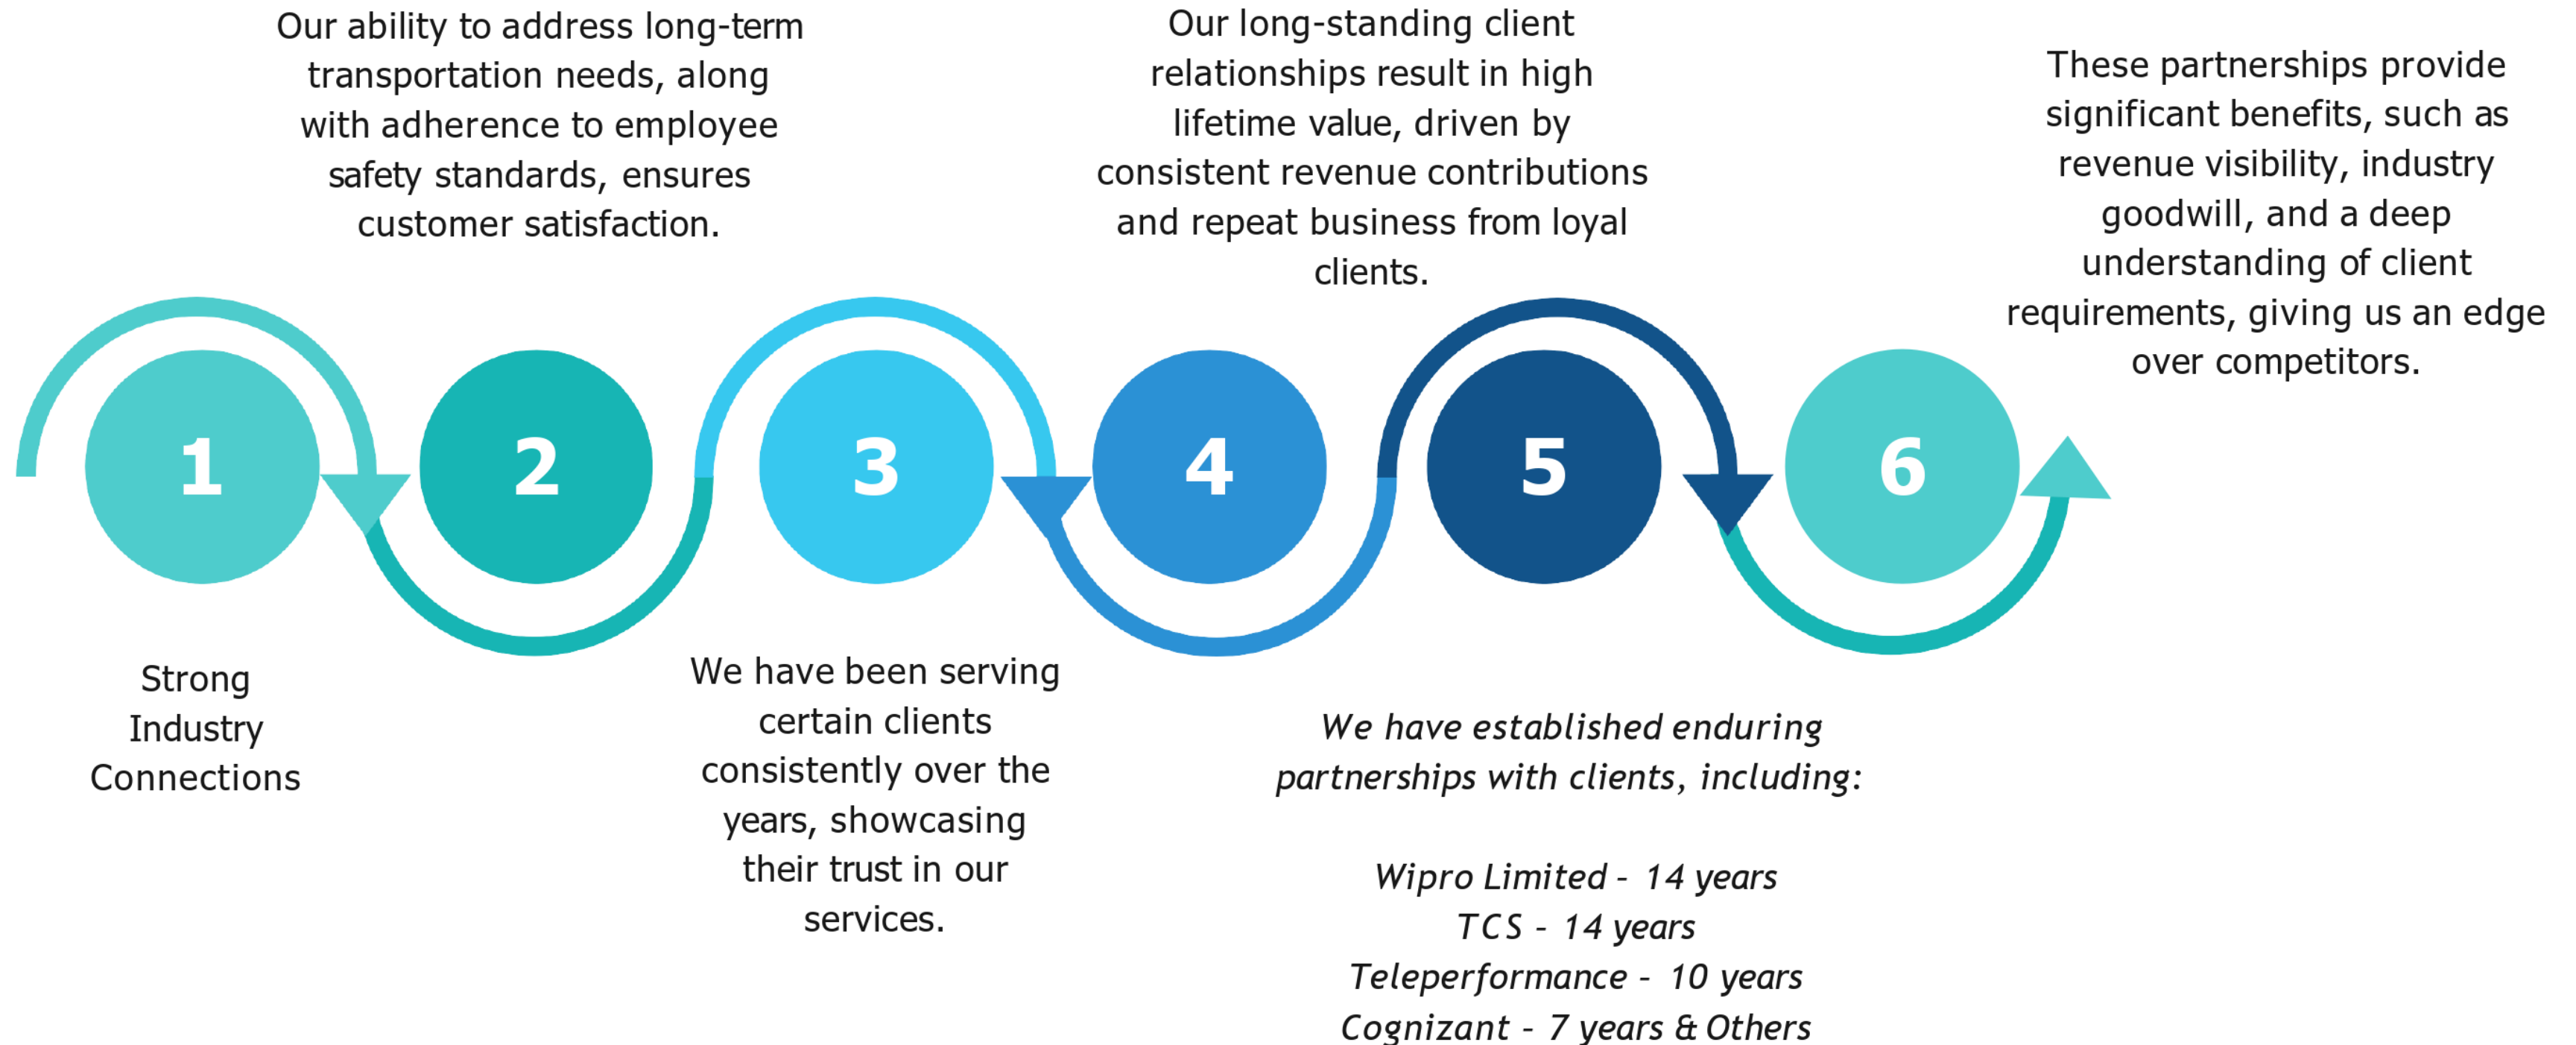 Our ability to address long-term
transportation needs, along
with adherence to employee
safety standards, ensures
customer satisfaction.
Our long-standing client
relationships result in high
lifetime value, driven by
consistent revenue contributions
and repeat business from loyal
clients.
These partnerships provide
significant benefits, such as
revenue visibility, industry
goodwill, and a deep
understanding of client
requirements, giving us an edge
over competitors.
1
2
3
4
5
6
Strong
Industry
Connections
We have been serving
certain clients
consistently over the
years, showcasing
their trust in our
services.
We have established enduring
partnerships with clients, including:
Wipro Limited - 14 years
TCS - 14 years
Teleperformance - 10 years
Cognizant - 7 years & Others